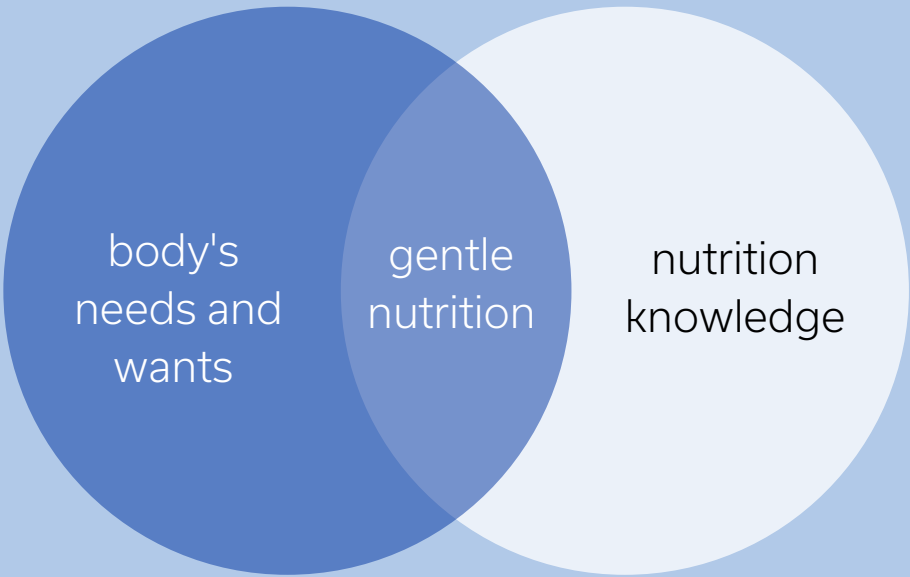 body's
needs and
wants
gentle
nutrition
nutrition
knowledge